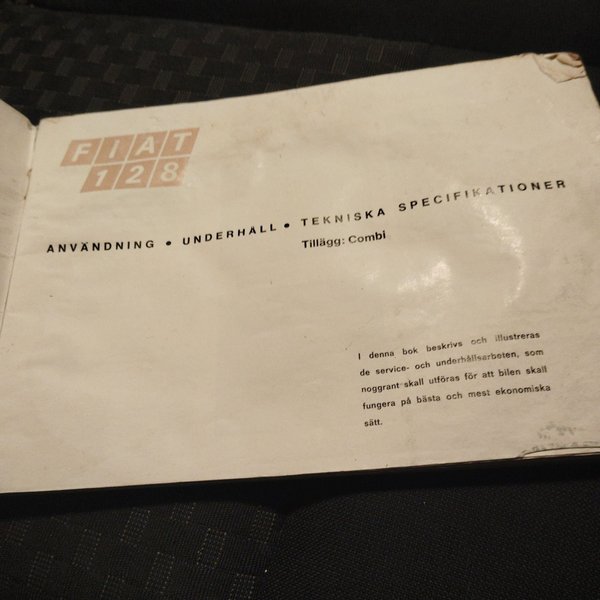 FIAT
128
ANVÄNDNING • UNDERHÅLL • TEKNISKA SPECIFIKATIONER
Tillägg: Combi
I denna bok beskrivs och illustreras
de service- och underhållsarbeten, som
noggrant skall utföras för att bilen skall
fungera på bästa och mest ekonomiska
sätt.